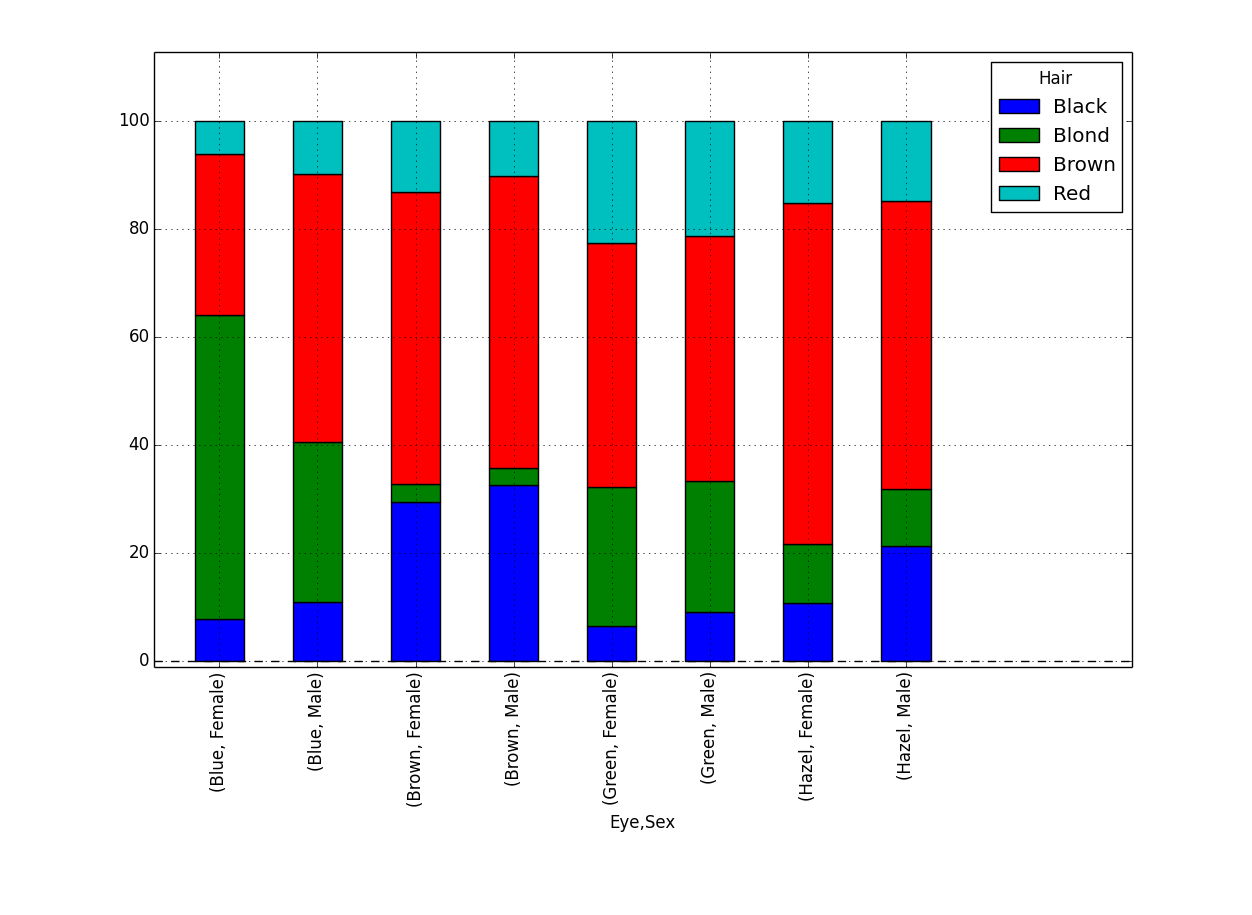 Hair
Black
Blond
Brown
Red
100
80
60
40
20
0
(Blue, Female)
(Blue, Male)
(Brown, Female)
(Brown, Male)
(Green, Female)
(Green, Male)
(Hazel, Female)
(Hazel, Male)
Eye,Sex